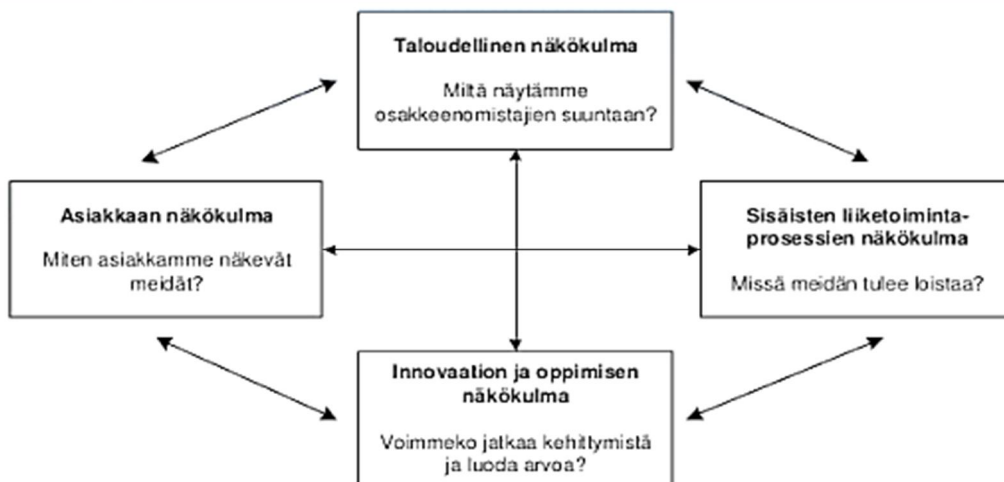 Taloudellinen näkökulma
Miltä näytämme
osakkeenomistajien suuntaan?
Asiakkaan näkökulma
Miten asiakkamme näkevät
meidät?
Sisäisten liiketoiminta-
prosessien näkökulma
Missä meidän tulee loistaa?
Innovaation ja oppimisen
näkökulma
Voimmeko jatkaa kehittymistä
ja luoda arvoa?